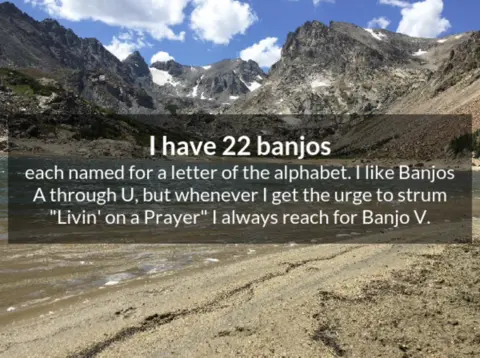 I have 22 banjos
each named for a letter of the alphabet. I like Banjos
A through U, but whenever I get the urge to strum
"Livin' on a Prayer" I always reach for Banjo V.